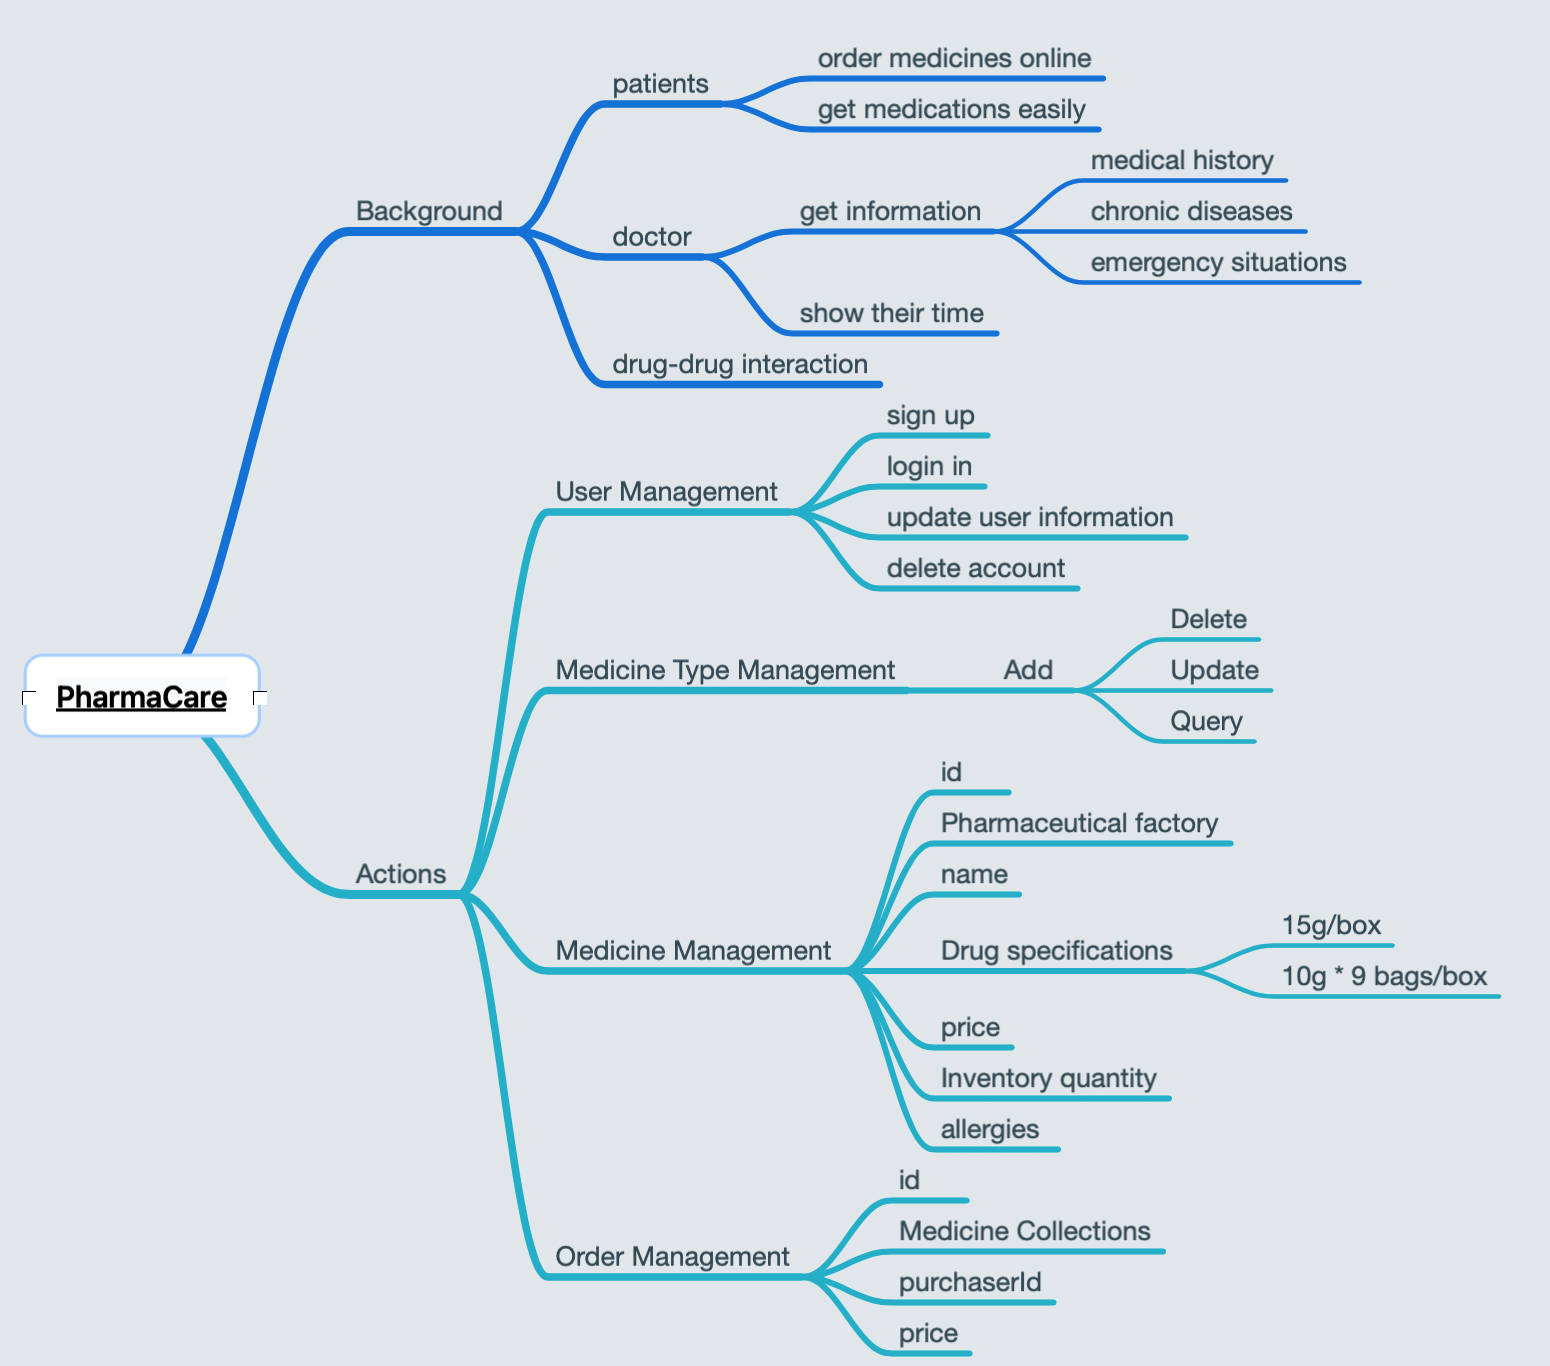 order medicines online
patients
get medications easily
medical history
Background
get information
chronic diseases
doctor
emergency situations
show their time
drug-drug interaction
sign up
login in
User Management
update user information
delete account
Delete
Medicine Type Management
Add
Update
PharmaCare
Query
id
Pharmaceutical factory
Actions
name
15g/box
Medicine Management
Drug specifications
10g * 9 bags/box
price
Inventory quantity
allergies
id
Medicine Collections
Order Management
purchaserId
price